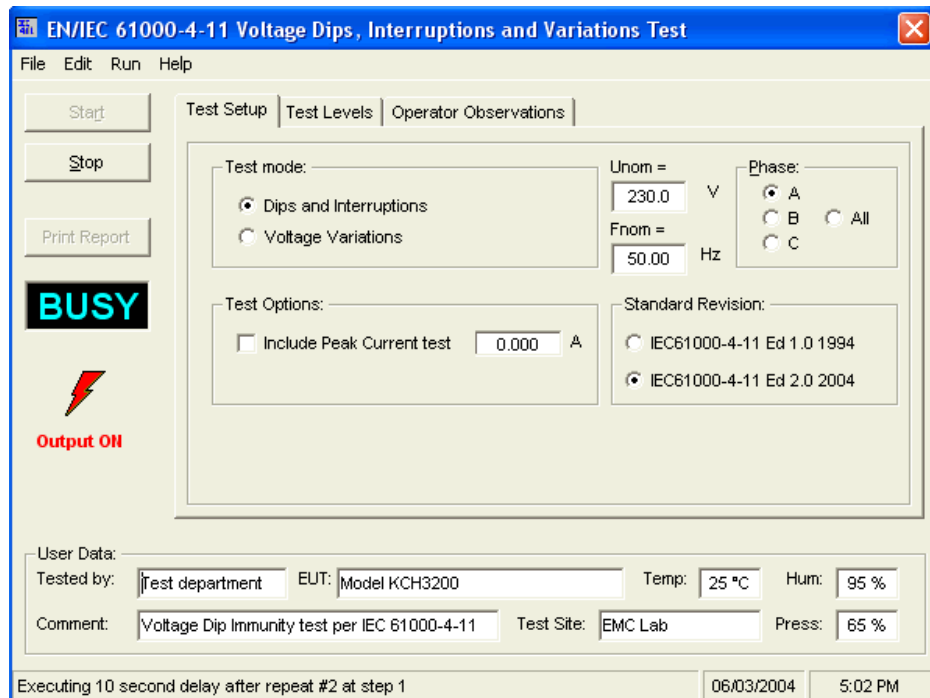 EN/IEC 61000-4-11 Voltage Dips, Interruptions and Variations Test
File Edit Run Help
Start
Stop
Print Report
BUSY
Output ON
Test Setup Test Levels Operator Observations
Test mode:
Dips and Interruptions
Voltage Variations
Unom =
230.0 V
Fnom =
50.00 Hz
Phase:
A
B All
C
Test Options:
Include Peak Current test 0.000 A
Standard Revision:
IEC61000-4-11 Ed 1.0 1994
IEC61000-4-11 Ed 2.0 2004
User Data:
Tested by: Test department EUT: Model KCH3200 Temp: 25 °C Hum: 95 %
Comment: Voltage Dip Immunity test per IEC 61000-4-11 Test Site: EMC Lab Press: 65 %
Executing 10 second delay after repeat #2 at step 1 06/03/2004 5:02 PM